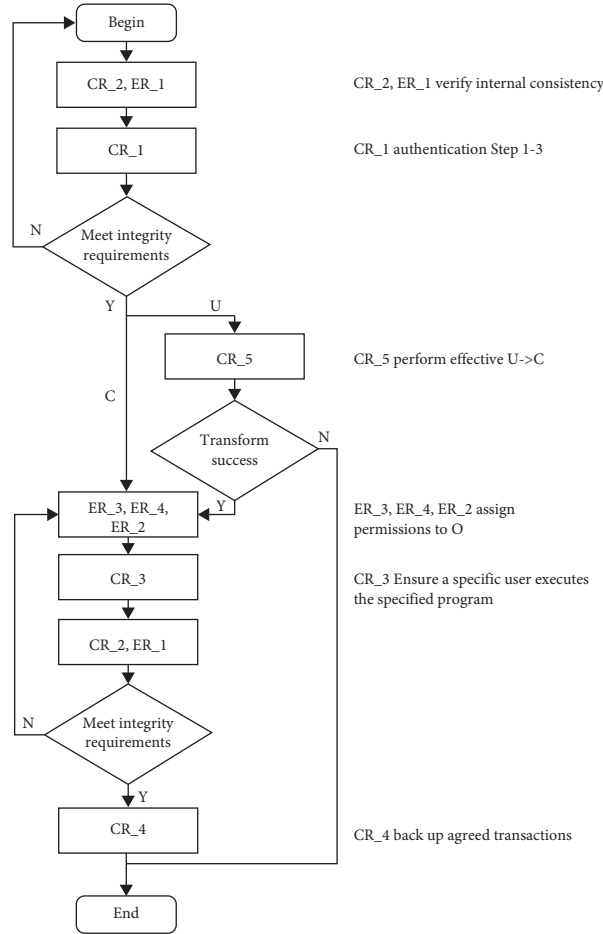 Begin
CR_2, ER_1
CR_2, ER_1 verify internal consistency
CR_1
CR_1 authentication Step 1-3
N
Meet integrity
requirements
Y
U
CR_5
CR_5 perform effective U->C
C
Transform
success
N
Y
ER_3, ER_4,
ER_2
ER_3, ER_4, ER_2 assign
permissions to O
CR_3
CR_3 Ensure a specific user executes
the specified program
CR_2, ER_1
N
Meet integrity
requirements
Y
CR_4
CR_4 back up agreed transactions
End